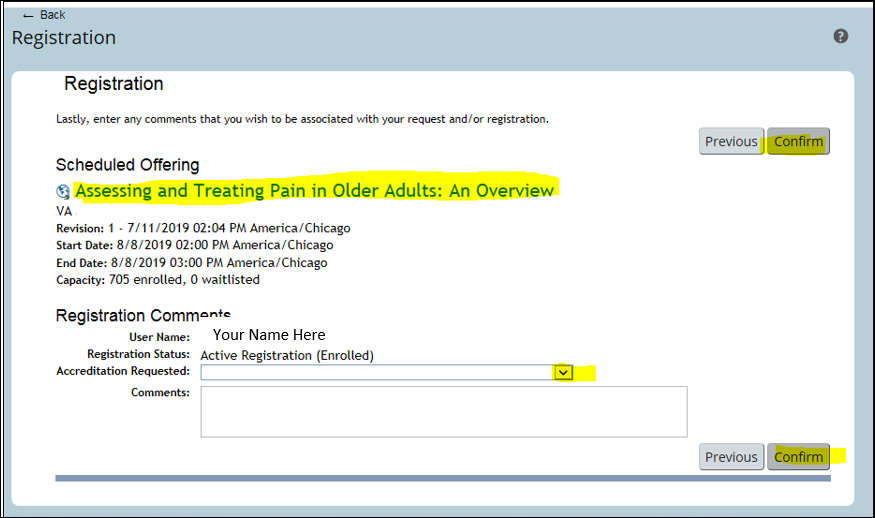 ← Back
Registration
Registration
Lastly, enter any comments that you wish to be associated with your request and/or registration.
Previous Confirm
Scheduled Offering
Assessing and Treating Pain in Older Adults: An Overview
VA
Revision: 1 - 7/11/2019 02:04 PM America/Chicago
Start Date: 8/8/2019 02:00 PM America/Chicago
End Date: 8/8/2019 03:00 PM America/Chicago
Capacity: 705 enrolled, 0 waitlisted
Registration Comments
User Name: Your Name Here
Registration Status: Active Registration (Enrolled)
Accreditation Requested:
Comments:
Previous Confirm